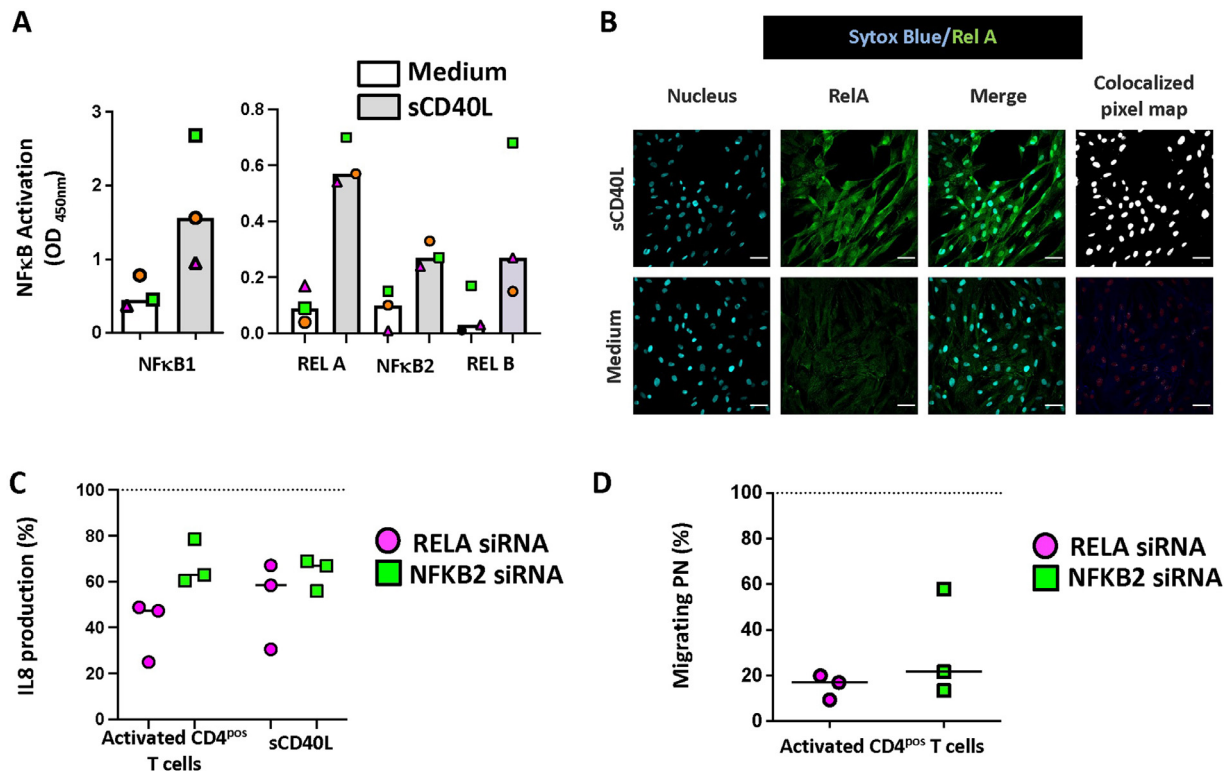 A
Medium
sCD40L
NFκB Activation
(OD 450nm)
3
2
1
0
NFκB1
0.8
0.6
0.4
0.2
0.0
REL A
NFκB2
REL B
B
Sytox Blue/Rel A
Nucleus
RelA
Merge
Colocalized
pixel map
sCD40L
Medium
C
IL8 production (%)
100
80
60
40
20
0
Activated CD4pos
T cells
sCD40L
RELA siRNA
NFKB2 siRNA
D
Migrating PN (%)
100
80
60
40
20
0
Activated CD4pos T cells
RELA siRNA
NFKB2 siRNA